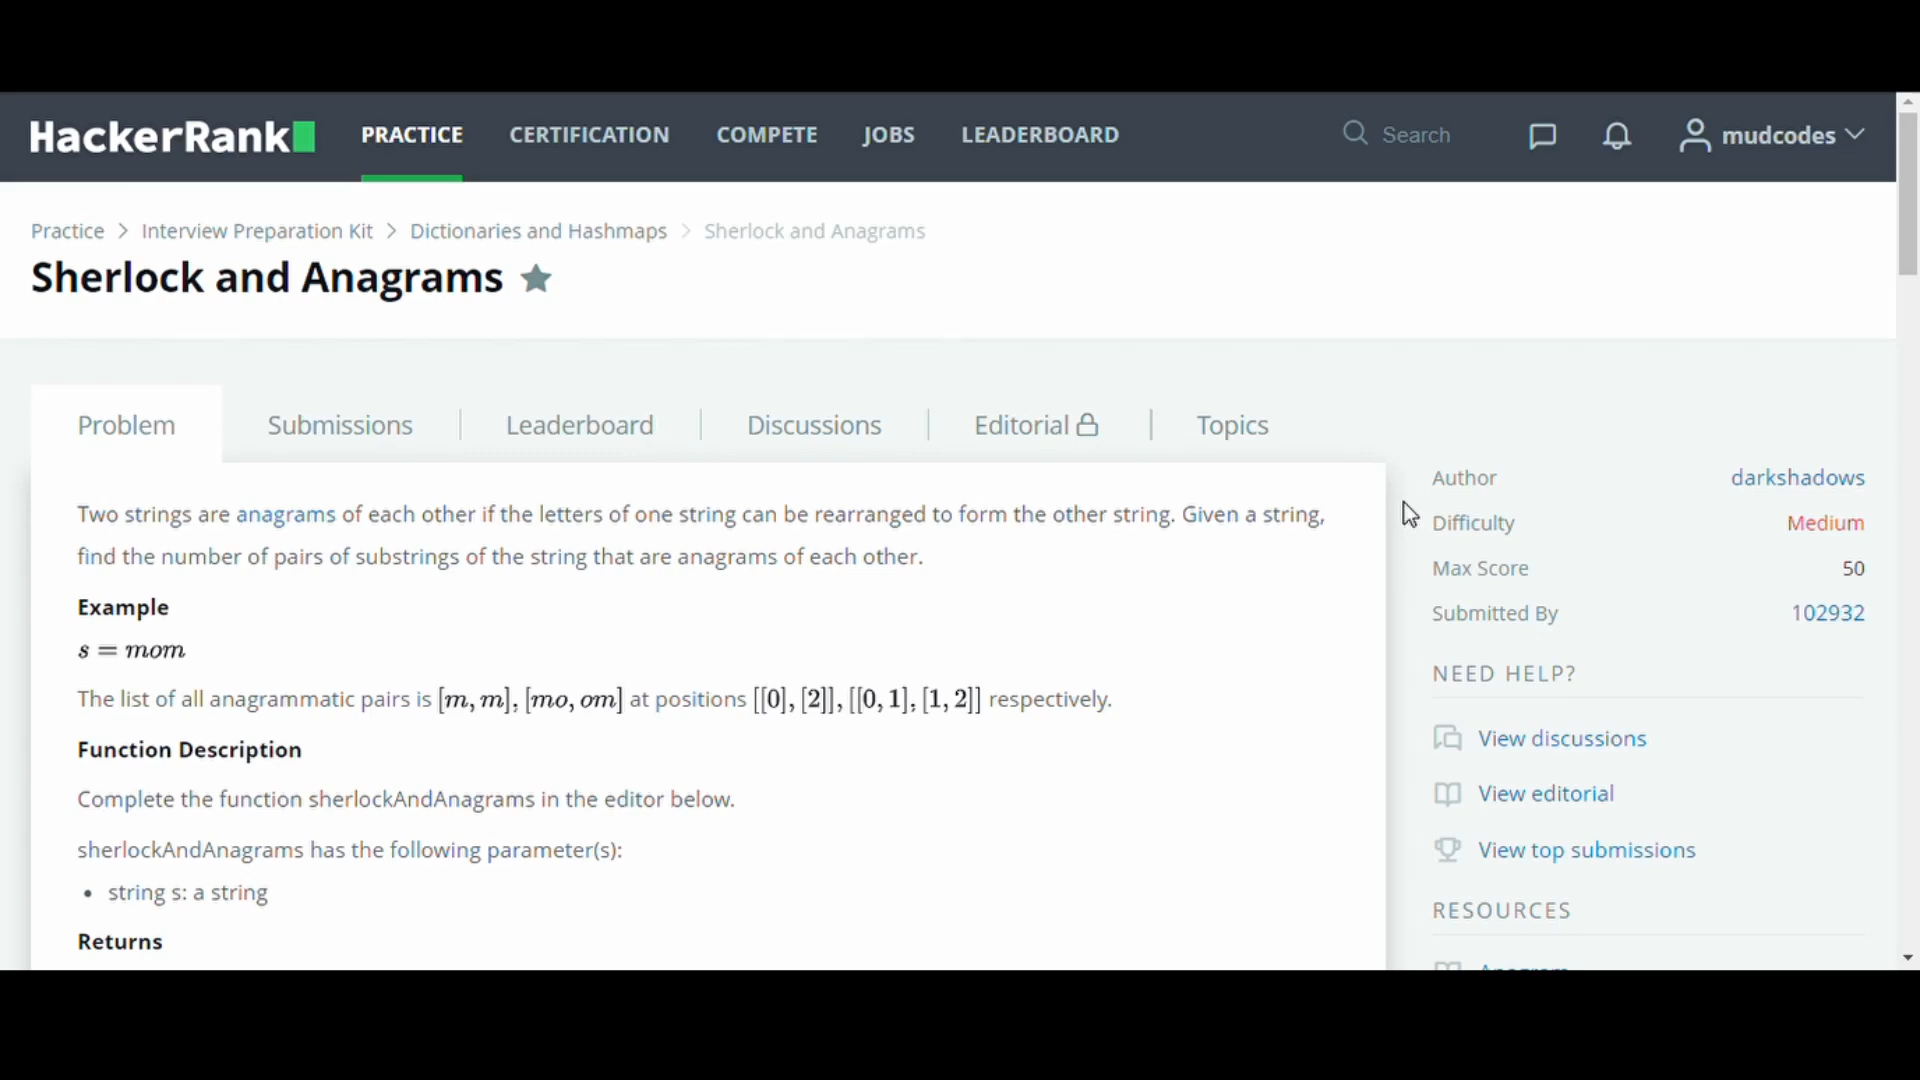 HackerRank PRACTICE CERTIFICATION COMPETE JOBS LEADERBOARD Search mudcodes
Practice > Interview Preparation Kit > Dictionaries and Hashmaps > Sherlock and Anagrams
Sherlock and Anagrams
Problem Submissions Leaderboard Discussions Editorial Topics
Two strings are anagrams of each other if the letters of one string can be rearranged to form the other string. Given a string,
find the number of pairs of substrings of the string that are anagrams of each other.
Example
s = mom
The list of all anagrammatic pairs is [m, m], [mo, om] at positions [[0], [2]], [[0, 1], [1, 2]] respectively.
Function Description
Complete the function sherlockAndAnagrams in the editor below.
sherlockAndAnagrams has the following parameter(s):
• string s: a string
Returns
Author darkshadows
Difficulty Medium
Max Score 50
Submitted By 102932
NEED HELP?
View discussions
View editorial
View top submissions
RESOURCES